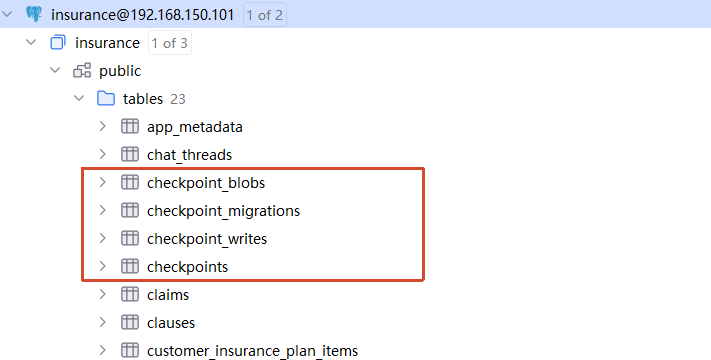 insurance@192.168.150.101 1 of 2
insurance 1 of 3
public
tables 23
app_metadata
chat_threads
checkpoint_blobs
checkpoint_migrations
checkpoint_writes
checkpoints
claims
clauses
customer_insurance_plan_items